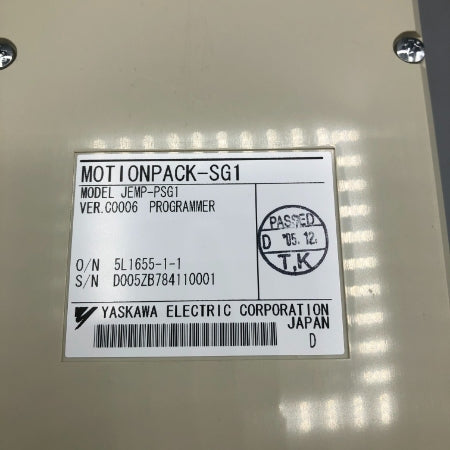 MOTIONPACK-SG1
MODEL JEMP-PSG1
VER.C0006 PROGRAMMER
PASSED
D '05.12.
T.K
O/N 5L1655-1-1
S/N D005ZB784110001
YASKAWA ELECTRIC CORPORATION
JAPAN
D